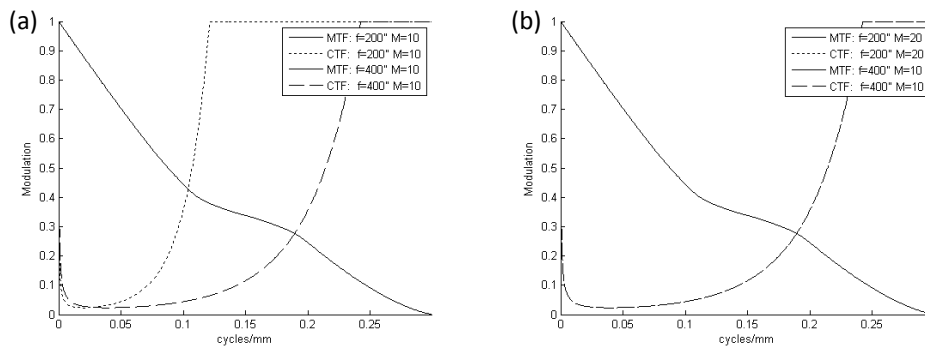 (a)
1
0.9
0.8
0.7
0.6
0.5
0.4
0.3
0.2
0.1
0
Modulation
0
0.05
0.1
0.15
0.2
0.25
cycles/mm
MTF: f=200" M=10
CTF: f=200" M=10
MTF: f=400" M=10
CTF: f=400" M=10
(b)
1
0.9
0.8
0.7
0.6
0.5
0.4
0.3
0.2
0.1
0
Modulation
0
0.05
0.1
0.15
0.2
0.25
cycles/mm
MTF: f=200" M=20
CTF: f=200" M=20
MTF: f=400" M=10
CTF: f=400" M=10